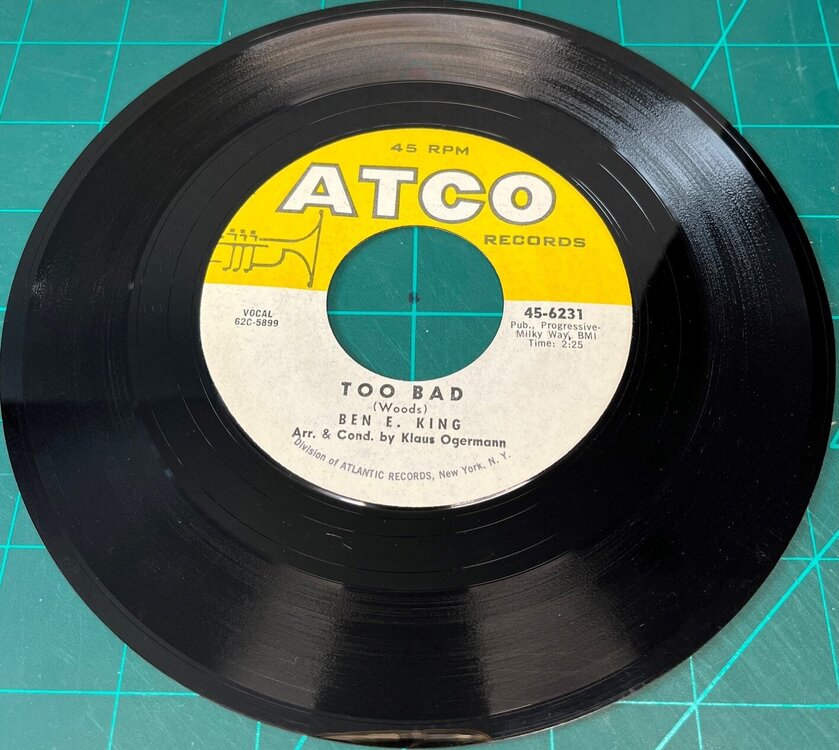 45 RPM
ATCO
RECORDS
VOCAL
62C-5899
45-6231
Pub., Progressive-
Milky Way, BMI
Time: 2:25
TOO BAD
(Woods)
BEN E. KING
Arr. & Cond. by Klaus Ogermann
Division of ATLANTIC RECORDS, New York, N. Y.